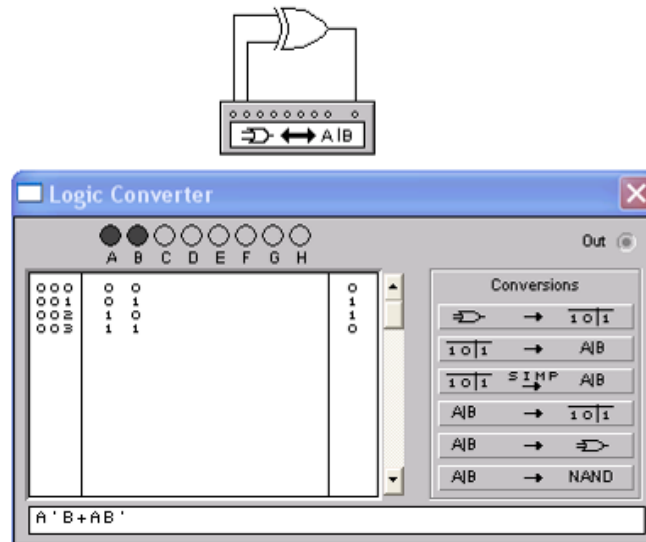 A|B
Logic Converter
Out
A B C D E F G H
000 0 0 0
001 0 1 1
002 1 0 1
003 1 1 0
Conversions
→ 1 0|1
1 0|1 → A|B
1 0|1 SIMP → A|B
A|B → 1 0|1
A|B →
A|B → NAND
A'B+AB'